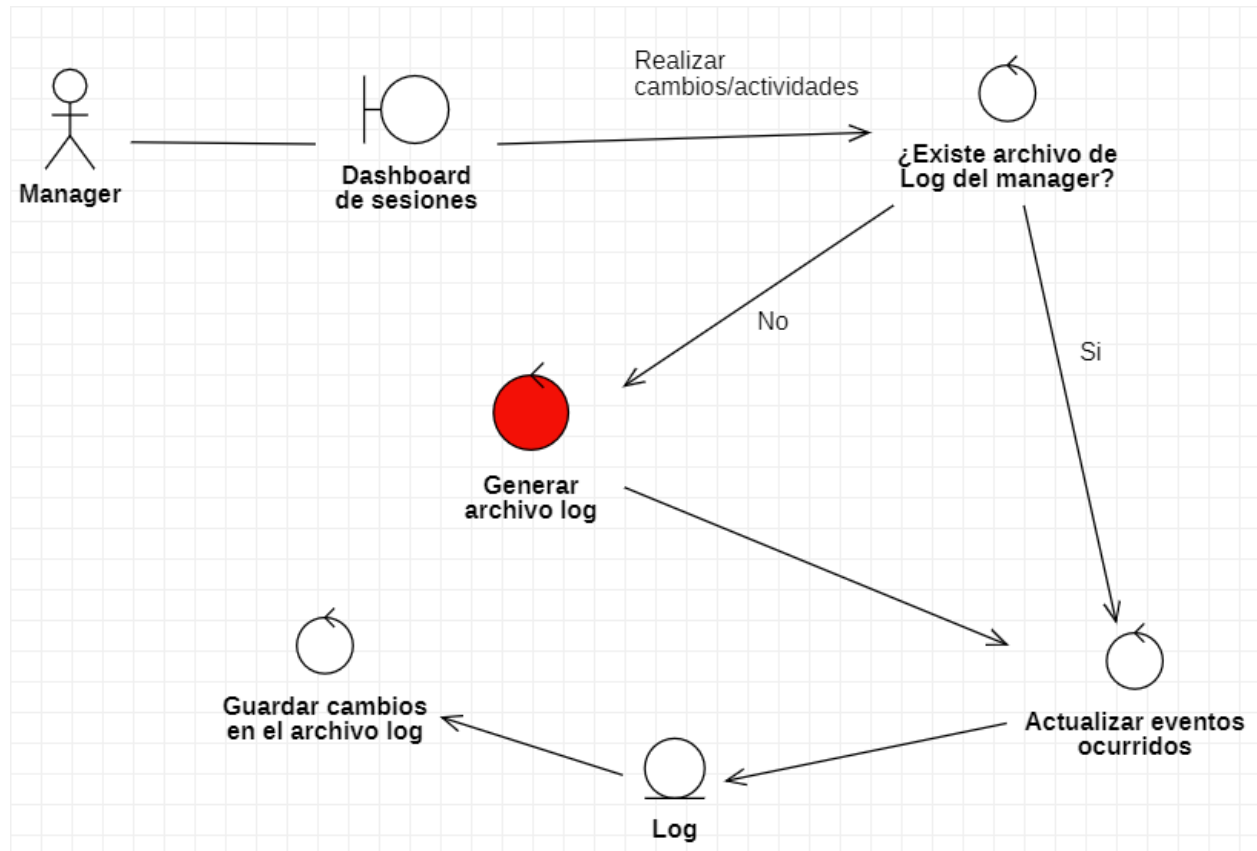 Realizar
cambios/actividades
Manager
Dashboard
de sesiones
¿Existe archivo de
Log del manager?
No
Si
Generar
archivo log
Guardar cambios
en el archivo log
Actualizar eventos
ocurridos
Log